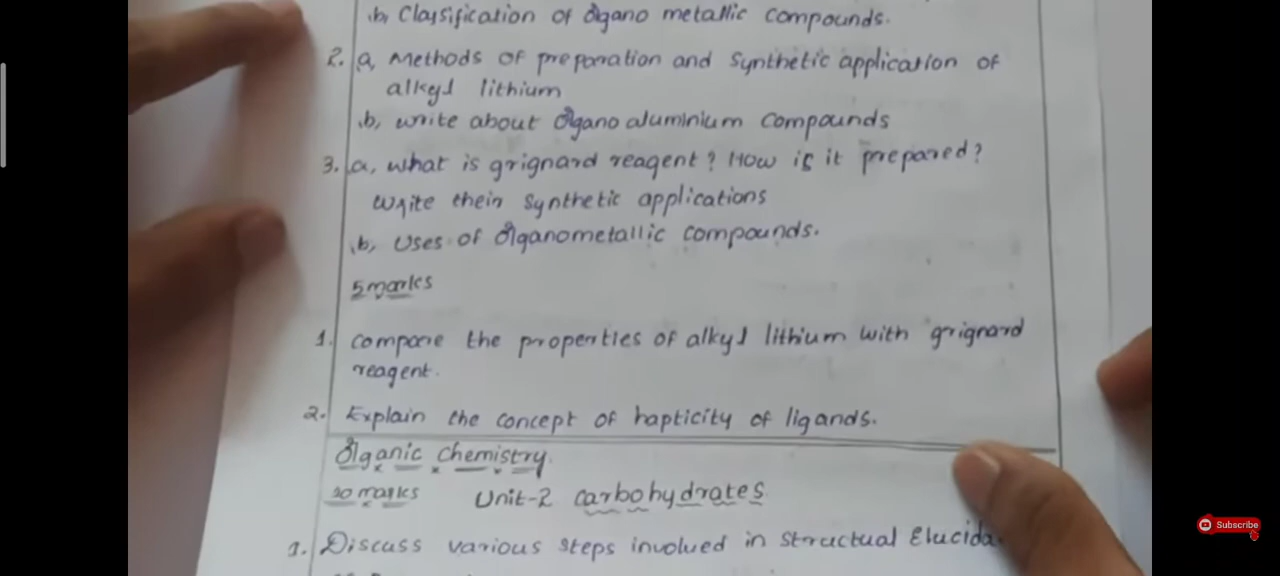 b, Classification of Organo metallic compounds.
2. a, Methods of preparation and synthetic application of
alkyl lithium
b, write about Organo aluminium compounds
3. a, what is grignard reagent? How is it prepared?
Write their synthetic applications
b, Uses of Organometallic compounds.
5 marks
1. compare the properties of alkyl lithium with grignard
reagent.
2. Explain the concept of hapticity of ligands.
Organic chemistry
10 marks Unit-2 carbohydrates
1. Discuss various steps involved in structual Elucida
Subscribe